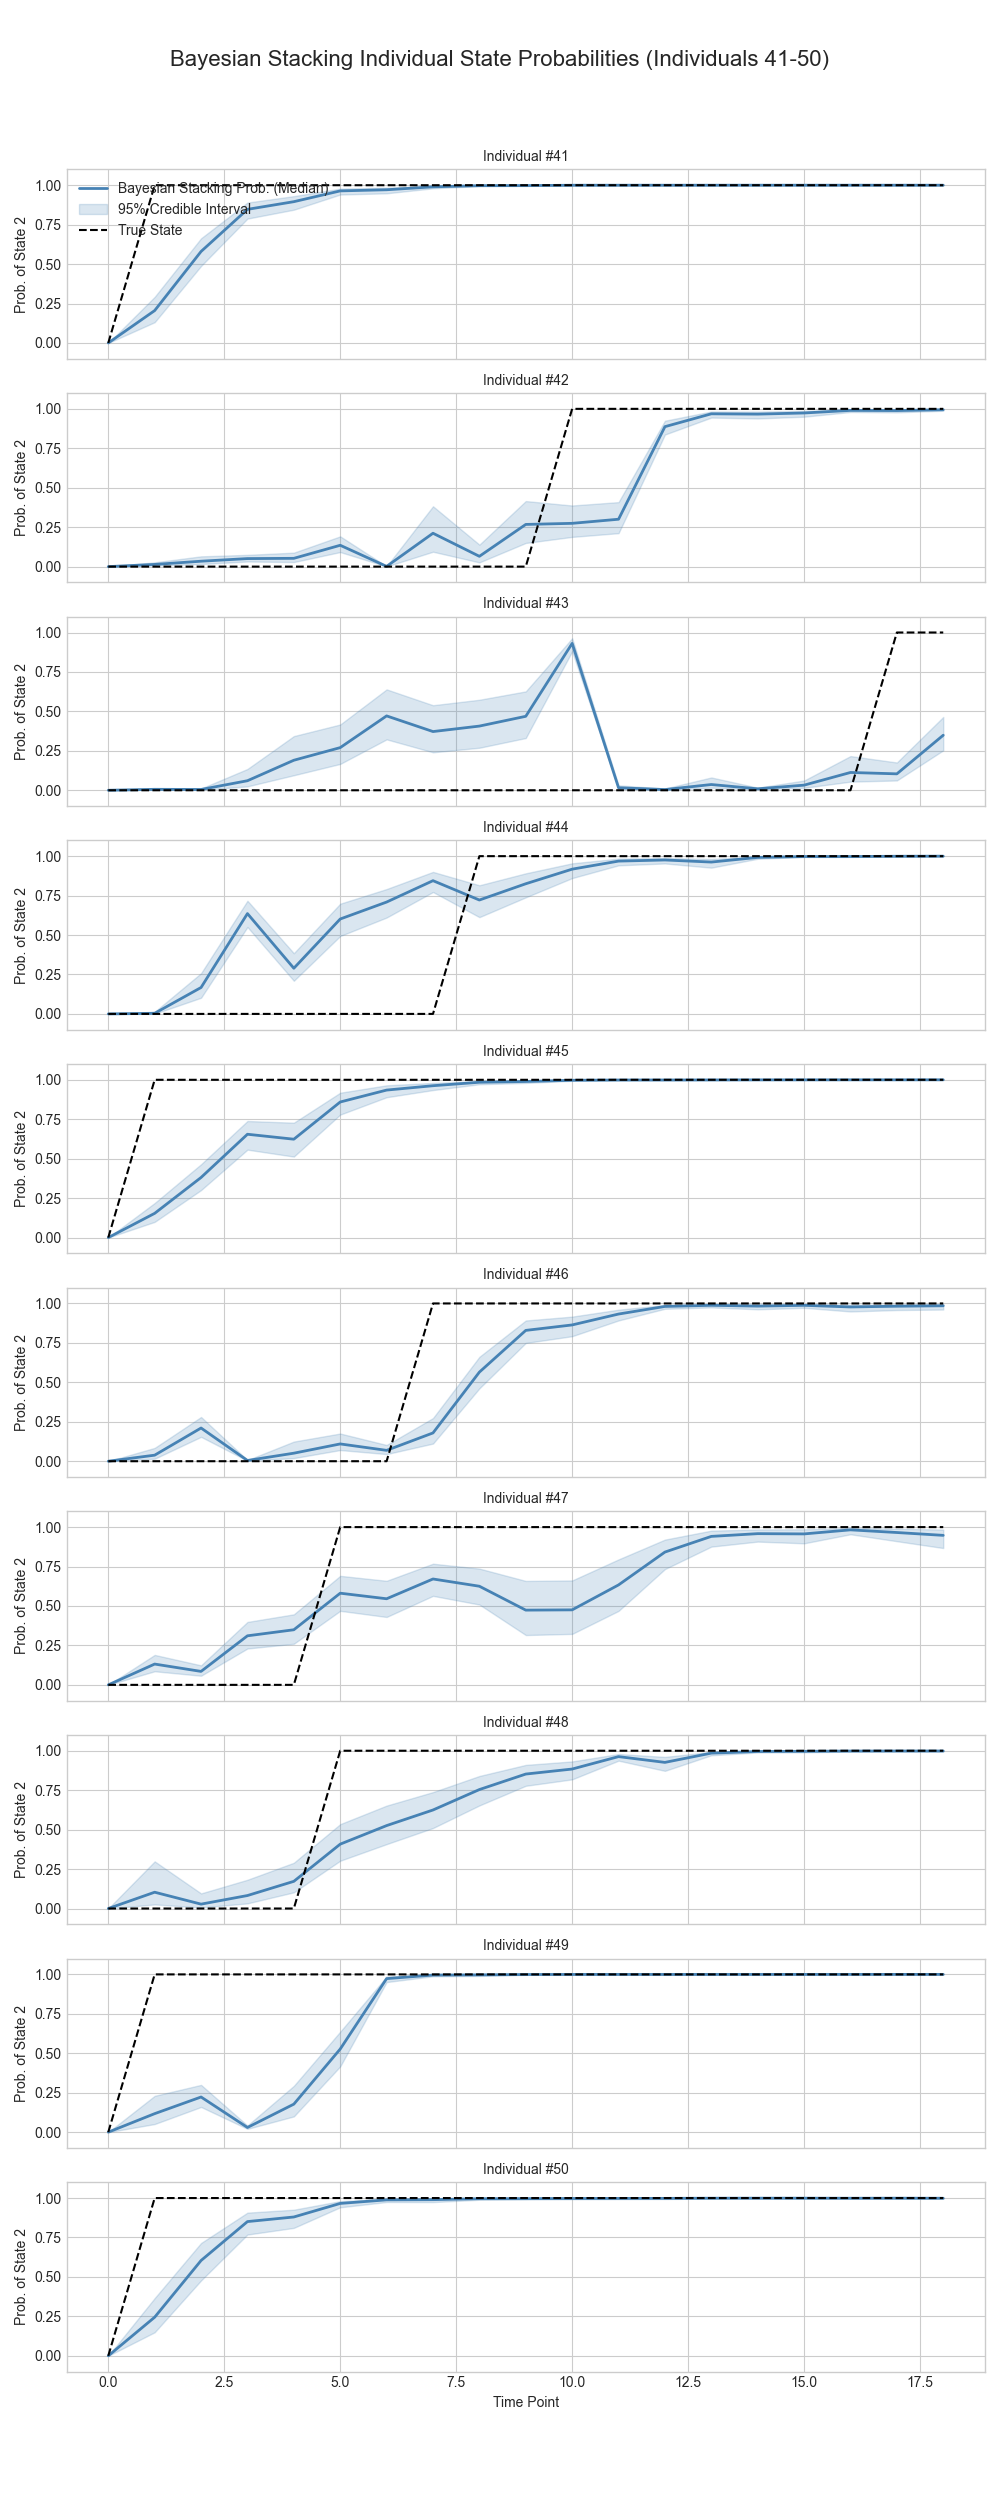 Bayesian Stacking Individual State Probabilities (Individuals 41-50)
Individual #41
Prob. of State 2
1.00
0.75
0.50
0.25
0.00
Bayesian Stacking Prob. (Median)
95% Credible Interval
True State
Individual #42
Prob. of State 2
1.00
0.75
0.50
0.25
0.00
Individual #43
Prob. of State 2
1.00
0.75
0.50
0.25
0.00
Individual #44
Prob. of State 2
1.00
0.75
0.50
0.25
0.00
Individual #45
Prob. of State 2
1.00
0.75
0.50
0.25
0.00
Individual #46
Prob. of State 2
1.00
0.75
0.50
0.25
0.00
Individual #47
Prob. of State 2
1.00
0.75
0.50
0.25
0.00
Individual #48
Prob. of State 2
1.00
0.75
0.50
0.25
0.00
Individual #49
Prob. of State 2
1.00
0.75
0.50
0.25
0.00
Individual #50
Prob. of State 2
1.00
0.75
0.50
0.25
0.00
0.0 2.5 5.0 7.5 10.0 12.5 15.0 17.5
Time Point